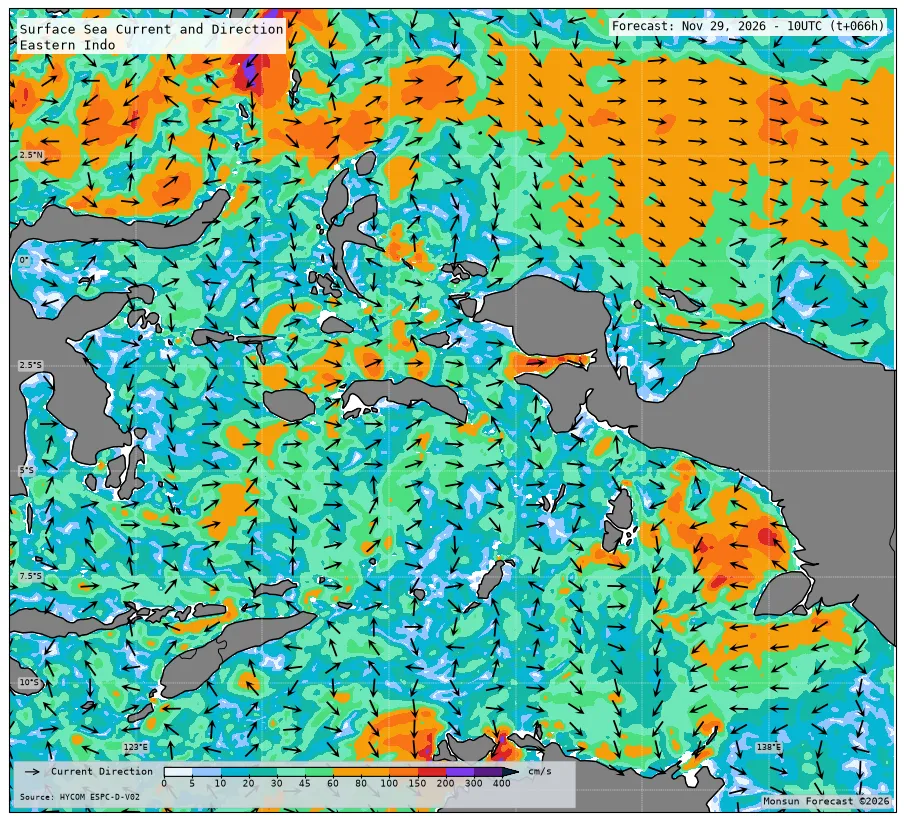 Surface Sea Current and Direction
Eastern Indo
Forecast: Nov 29, 2026 - 10UTC (t+066h)
2.5°N
0°
2.5°S
5°S
7.5°S
10°S
123°E
138°E
Current Direction
0 5 10 20 30 45 60 80 100 150 200 300 400
cm/s
Source: HYCOM ESPC-D-V02
Monsun Forecast ©2026